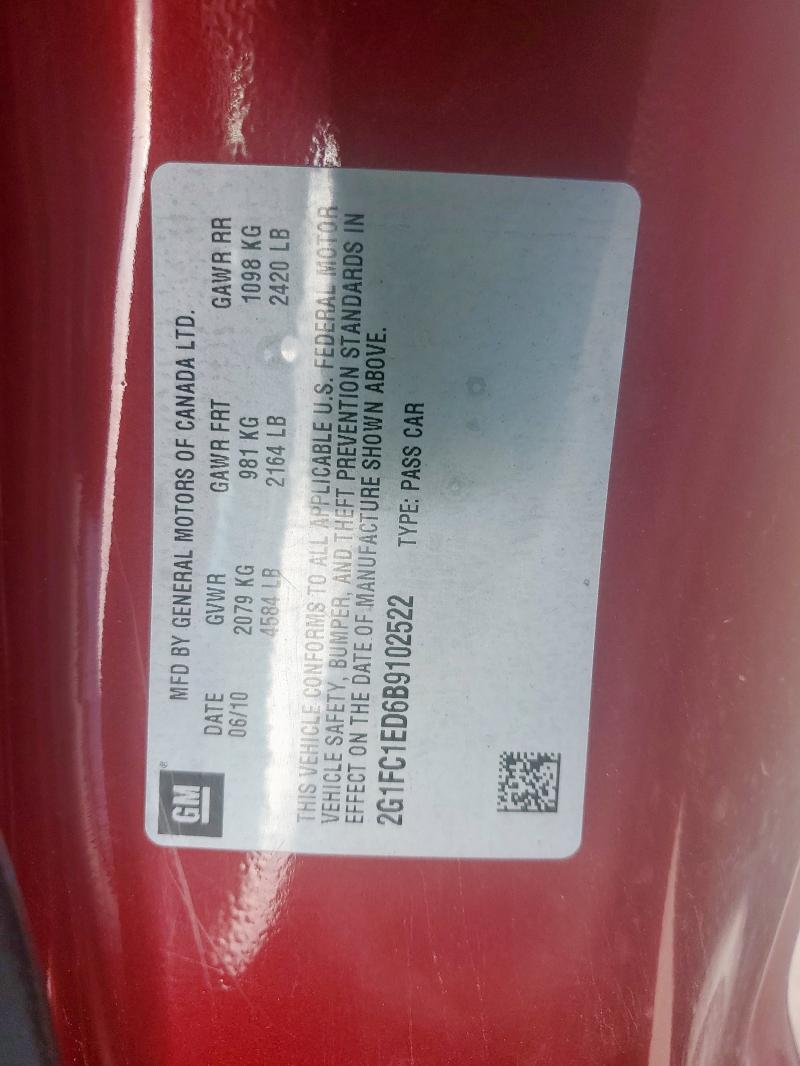 GM ®
MFD BY GENERAL MOTORS OF CANADA LTD.
DATE GVWR GAWR FRT GAWR RR
06/10 2079 KG 981 KG 1098 KG
4584 LB 2164 LB 2420 LB
THIS VEHICLE CONFORMS TO ALL APPLICABLE U.S. FEDERAL MOTOR
VEHICLE SAFETY, BUMPER, AND THEFT PREVENTION STANDARDS IN
EFFECT ON THE DATE OF MANUFACTURE SHOWN ABOVE.
2G1FC1ED6B9102522 TYPE: PASS CAR